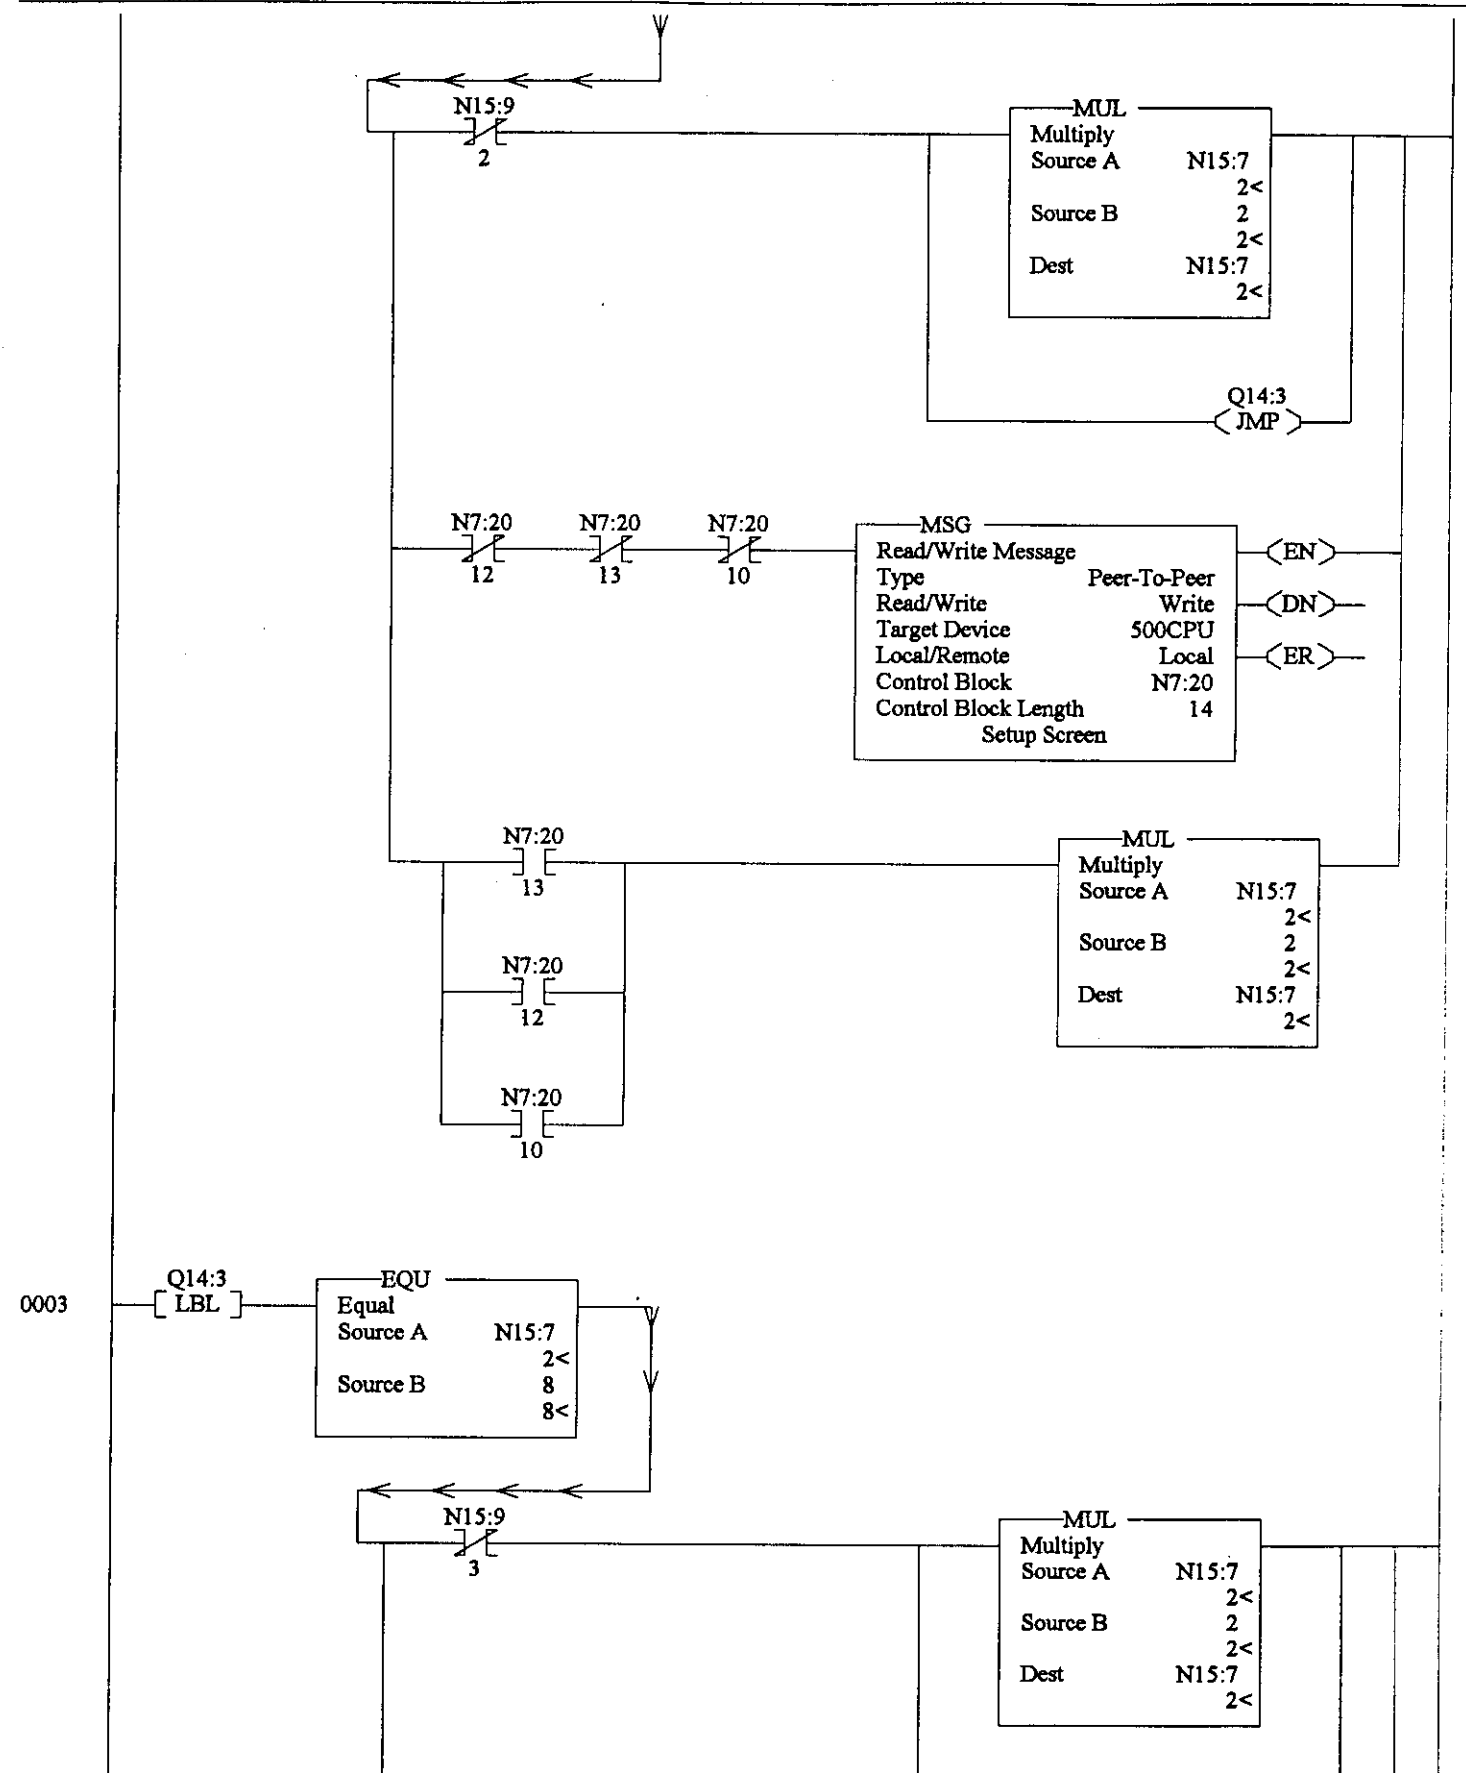 N15:9
2
MUL
Multiply
Source A N15:7
2<
Source B 2
2<
Dest N15:7
2<
Q14:3
JMP
N7:20 N7:20 N7:20
12 13 10
MSG
Read/Write Message EN
Type Peer-To-Peer
Read/Write Write DN
Target Device 500CPU
Local/Remote Local ER
Control Block N7:20
Control Block Length 14
Setup Screen
N7:20
13
MUL
Multiply
Source A N15:7
2<
Source B 2
2<
Dest N15:7
2<
N7:20
12
N7:20
10
0003
Q14:3
LBL
EQU
Equal
Source A N15:7
2<
Source B 8
8<
N15:9
3
MUL
Multiply
Source A N15:7
2<
Source B 2
2<
Dest N15:7
2<